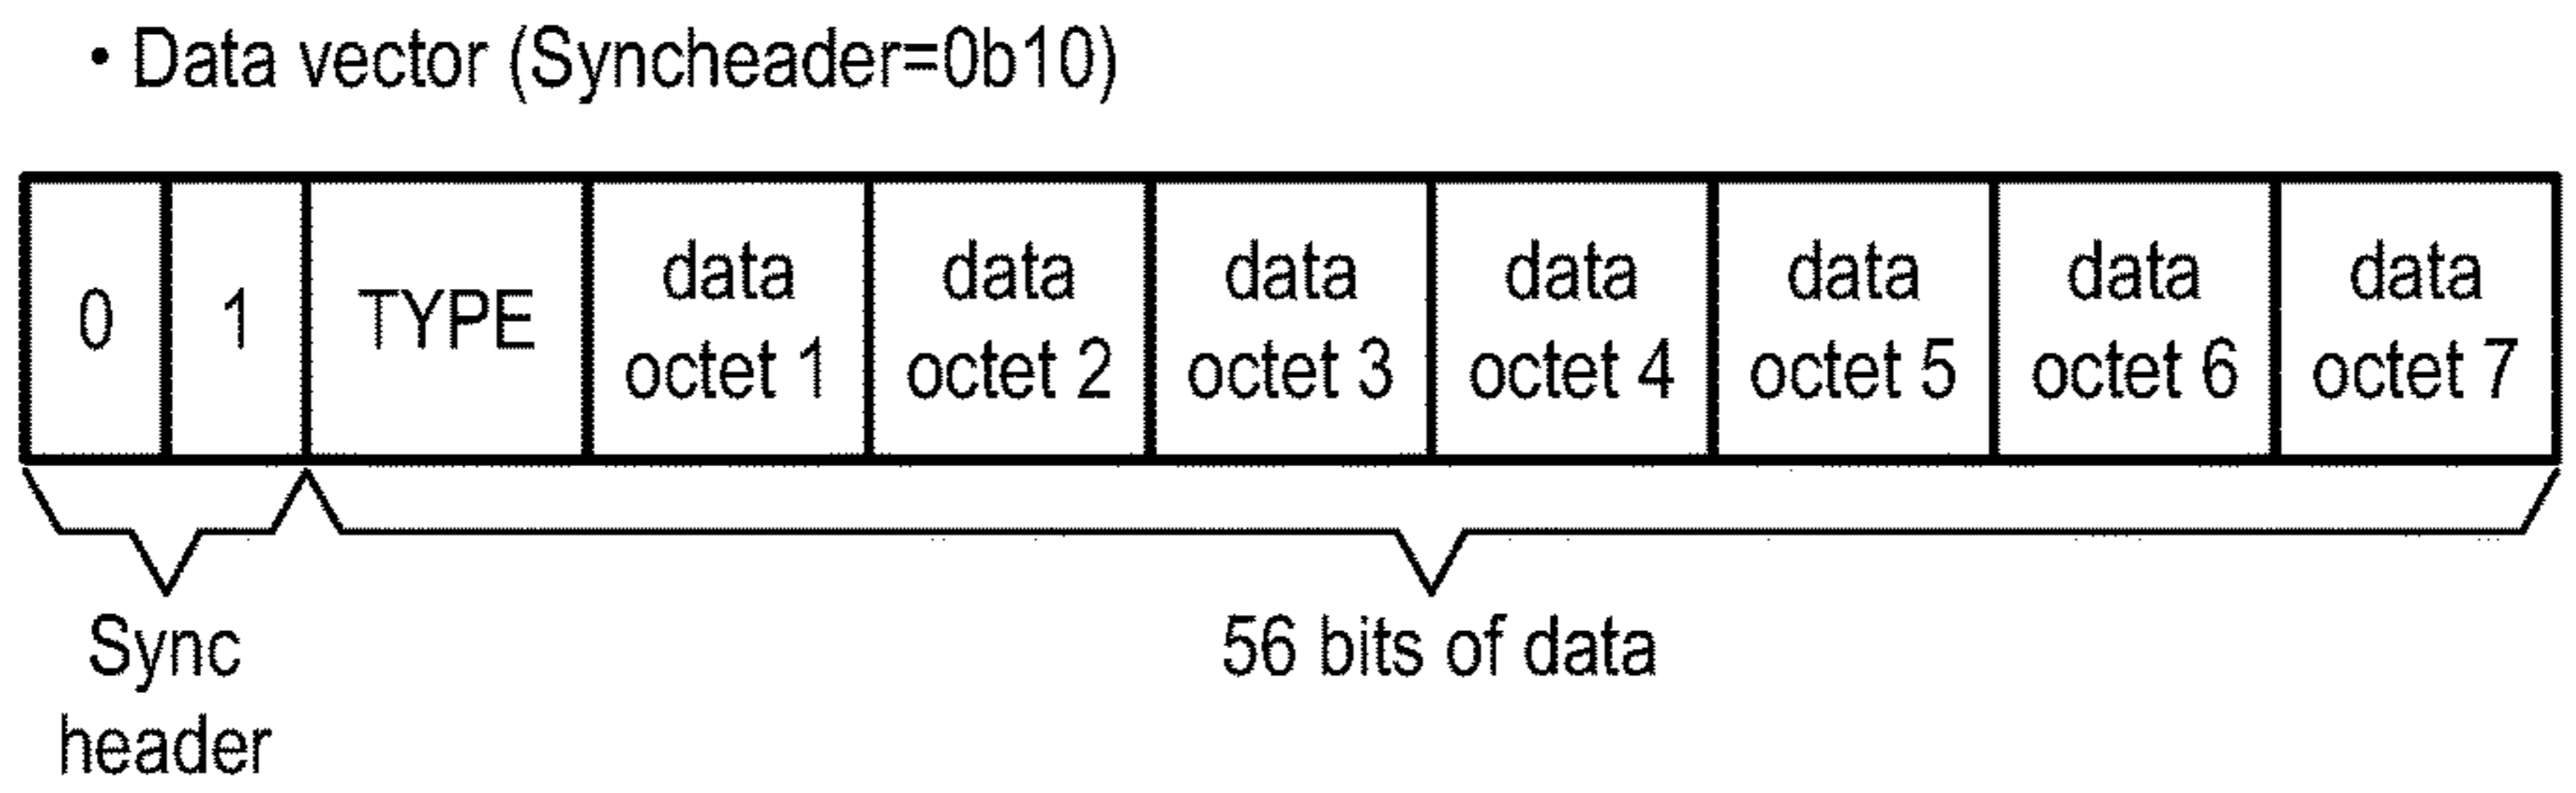 • Data vector (Syncheader=0b10)
0 1 TYPE data octet 1 data octet 2 data octet 3 data octet 4 data octet 5 data octet 6 data octet 7
Sync header
56 bits of data